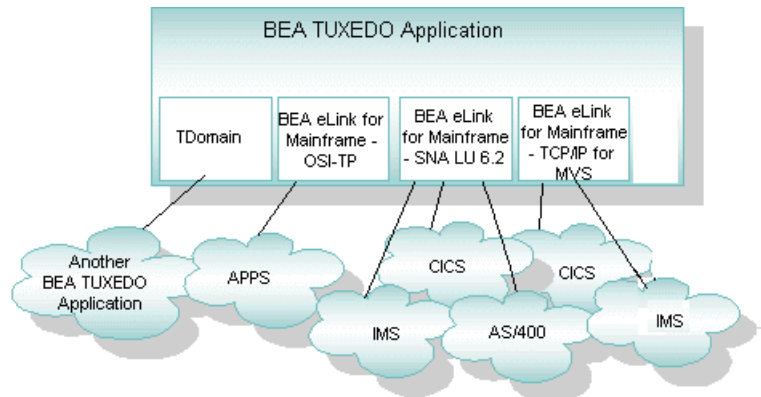 BEA TUXEDO Application
TDomain
BEA eLink for
Mainframe -
OSI-TP
BEA eLink
for Mainframe
- SNA LU 6.2
BEA eLink
for Mainframe
- TCP/IP for
MVS
Another
BEA TUXEDO
Application
APPS
CICS
CICS
IMS
AS/400
IMS